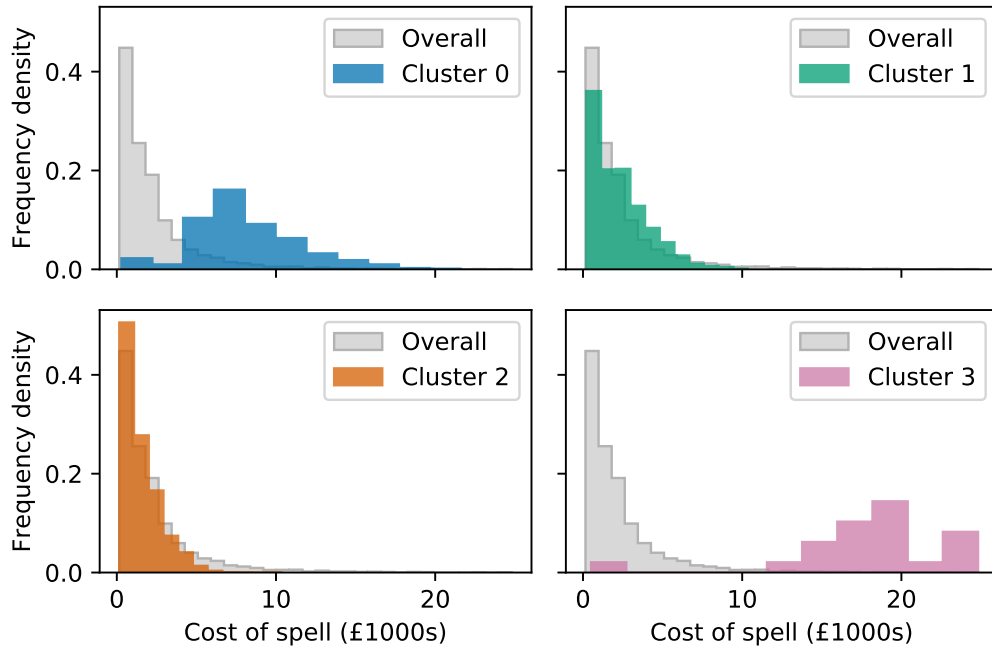 Frequency density
0.4
0.2
0.0
Overall
Cluster 0
Overall
Cluster 1
Frequency density
0.4
0.2
0.0
Overall
Cluster 2
Overall
Cluster 3
0
10
20
0
10
20
Cost of spell (£1000s)
Cost of spell (£1000s)